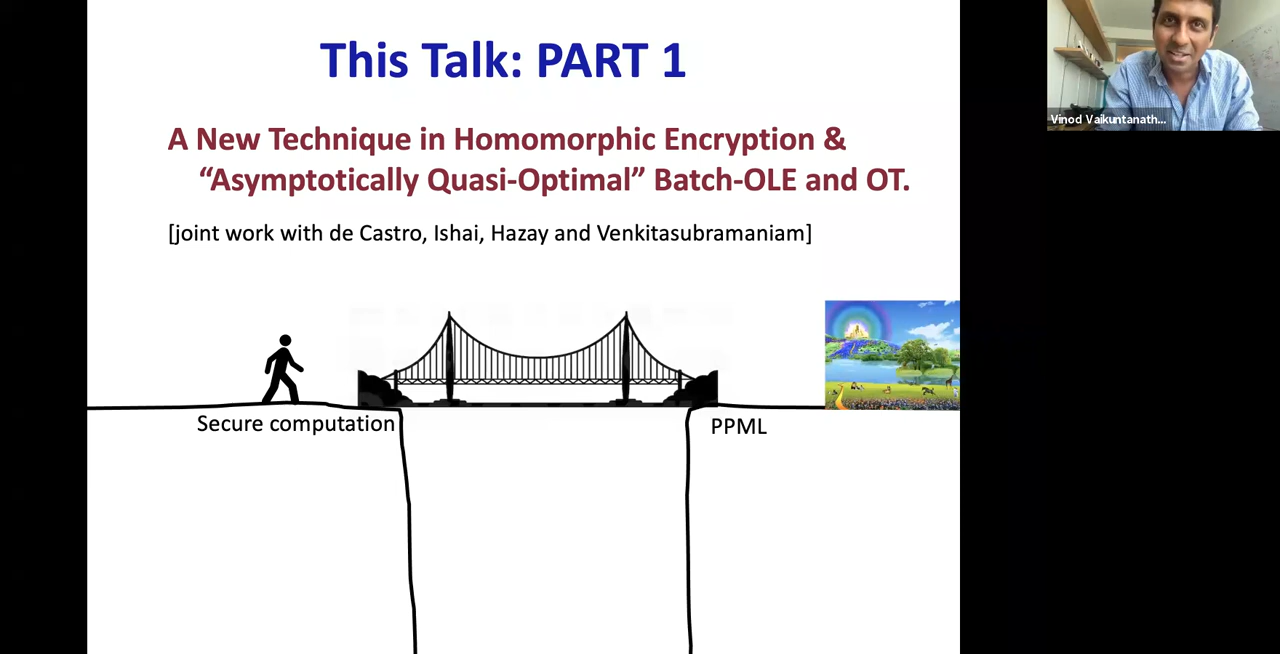 This Talk: PART 1
A New Technique in Homomorphic Encryption &
“Asymptotically Quasi-Optimal” Batch-OLE and OT.
[joint work with de Castro, Ishai, Hazay and Venkitasubramaniam]
Secure computation
PPML
Vinod Vaikuntanath...